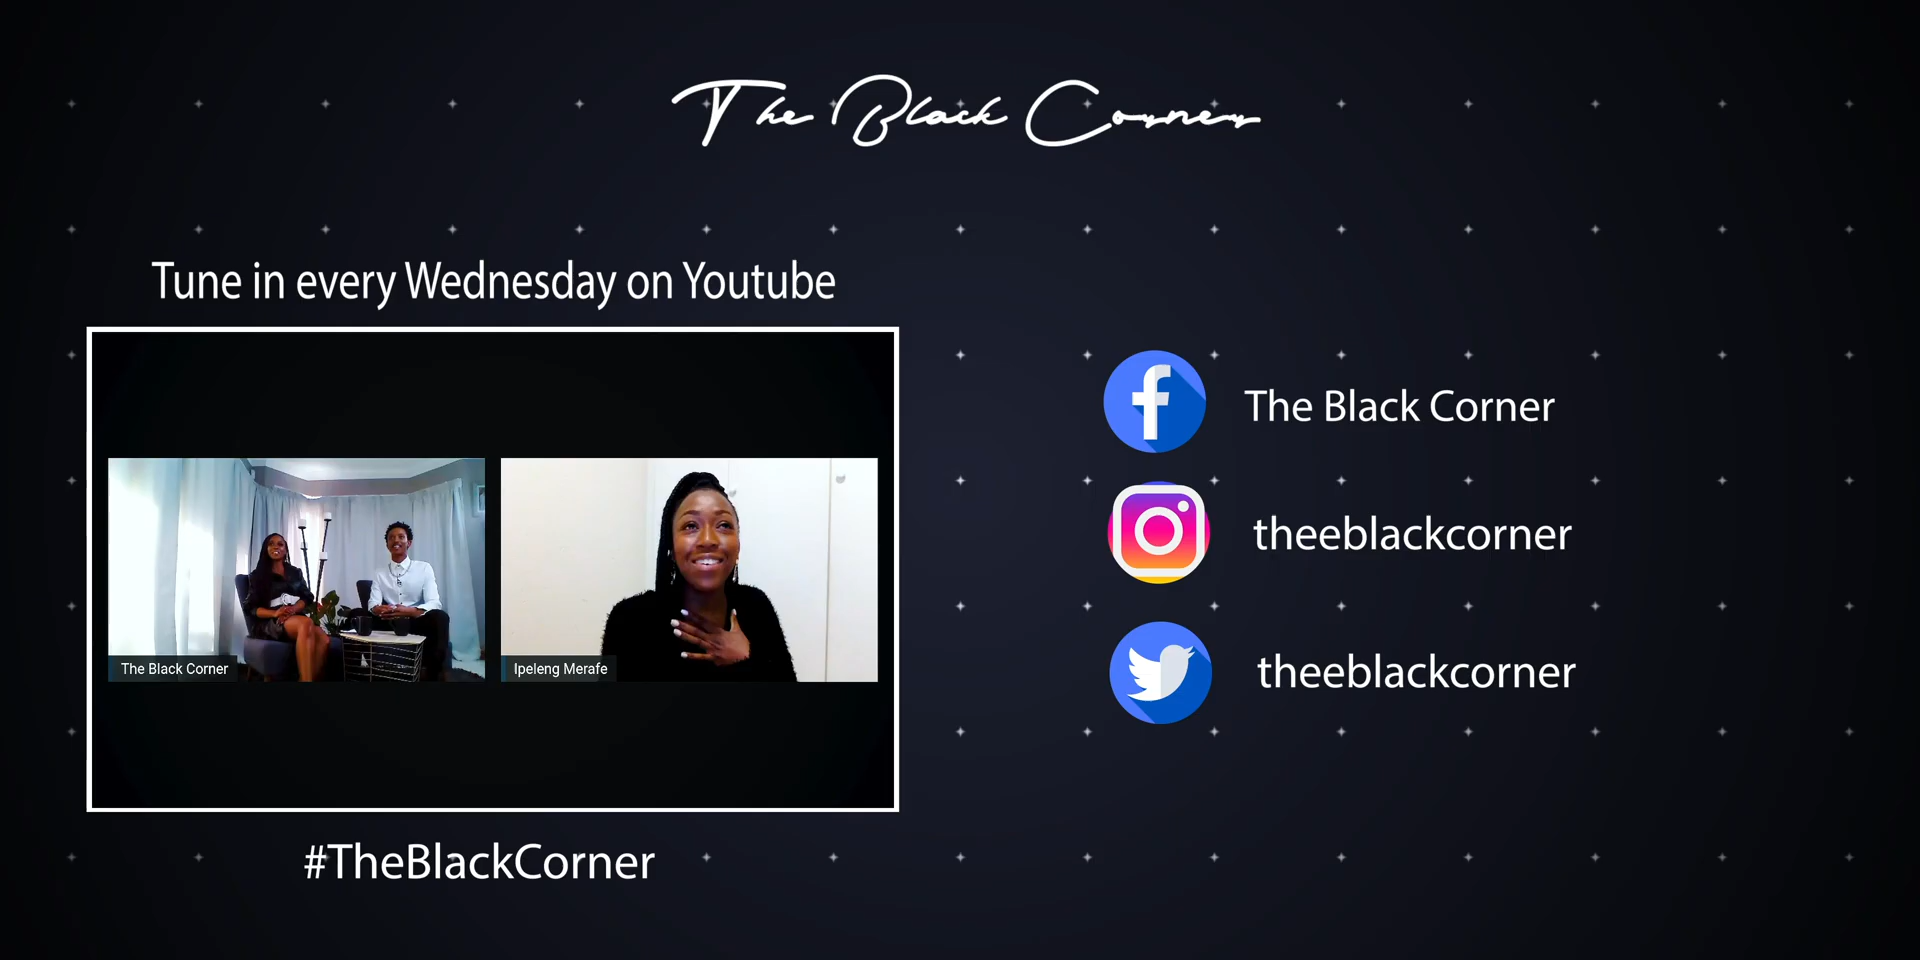 The Black Corner
Tune in every Wednesday on Youtube
The Black Corner
Ipeleng Merafe
#TheBlackCorner
The Black Corner
theeblackcorner
theeblackcorner